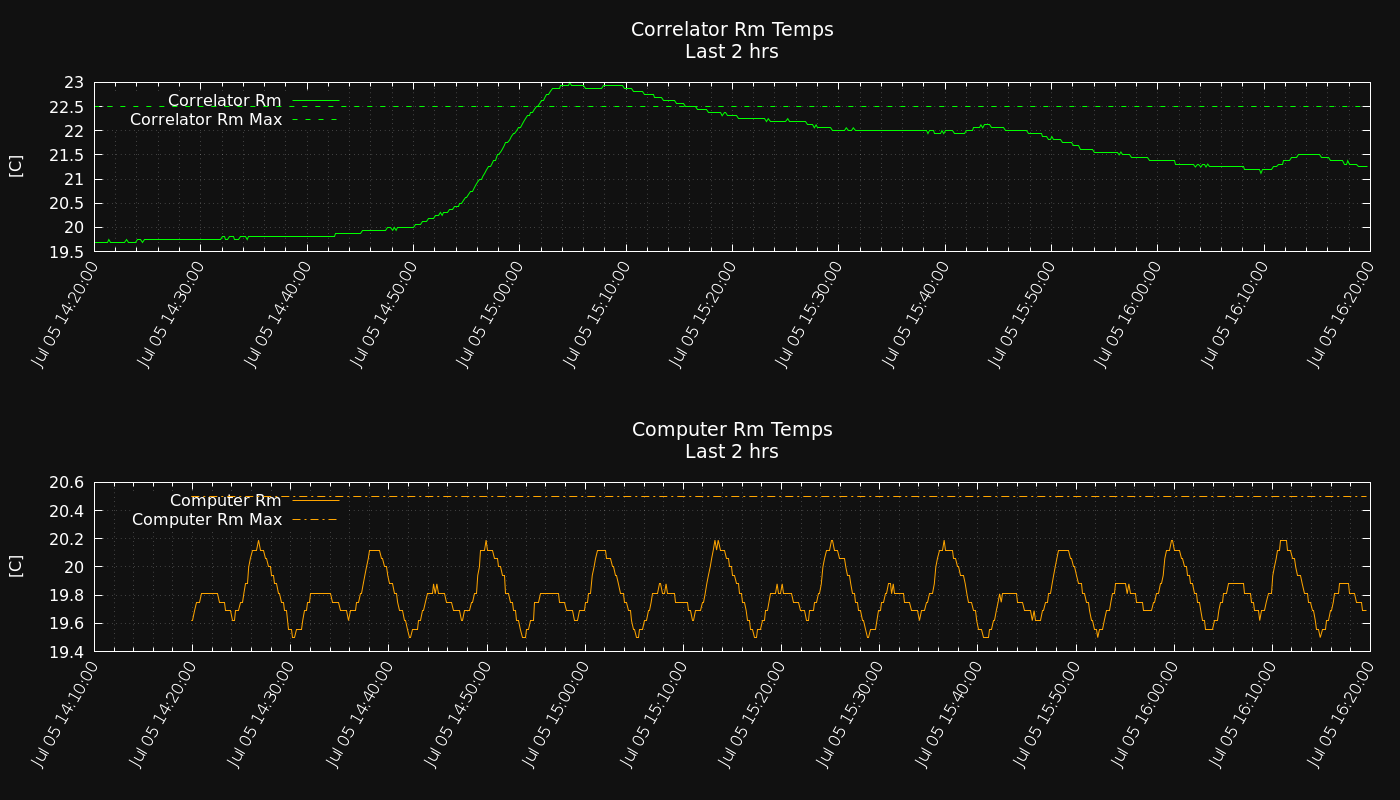 Correlator Rm Temps
Last 2 hrs
[C]
23
22.5
22
21.5
21
20.5
20
19.5
Correlator Rm
Correlator Rm Max
Jul 05 14:20:00
Jul 05 14:30:00
Jul 05 14:40:00
Jul 05 14:50:00
Jul 05 15:00:00
Jul 05 15:10:00
Jul 05 15:20:00
Jul 05 15:30:00
Jul 05 15:40:00
Jul 05 15:50:00
Jul 05 16:00:00
Jul 05 16:10:00
Jul 05 16:20:00
Computer Rm Temps
Last 2 hrs
[C]
20.6
20.4
20.2
20
19.8
19.6
19.4
Computer Rm
Computer Rm Max
Jul 05 14:10:00
Jul 05 14:20:00
Jul 05 14:30:00
Jul 05 14:40:00
Jul 05 14:50:00
Jul 05 15:00:00
Jul 05 15:10:00
Jul 05 15:20:00
Jul 05 15:30:00
Jul 05 15:40:00
Jul 05 15:50:00
Jul 05 16:00:00
Jul 05 16:10:00
Jul 05 16:20:00